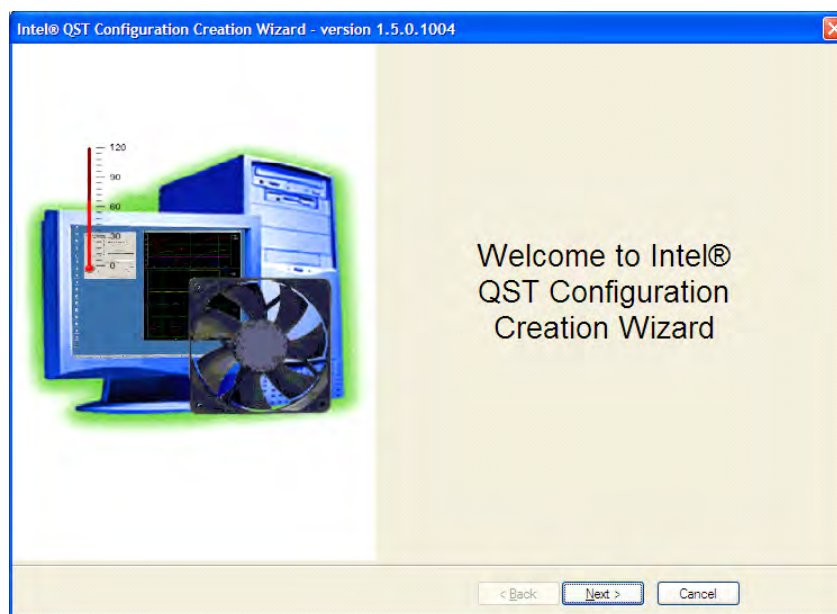 Intel® QST Configuration Creation Wizard - version 1.5.0.1004
120
90
60
30
0
Welcome to Intel®
QST Configuration
Creation Wizard
< Back
Next >
Cancel